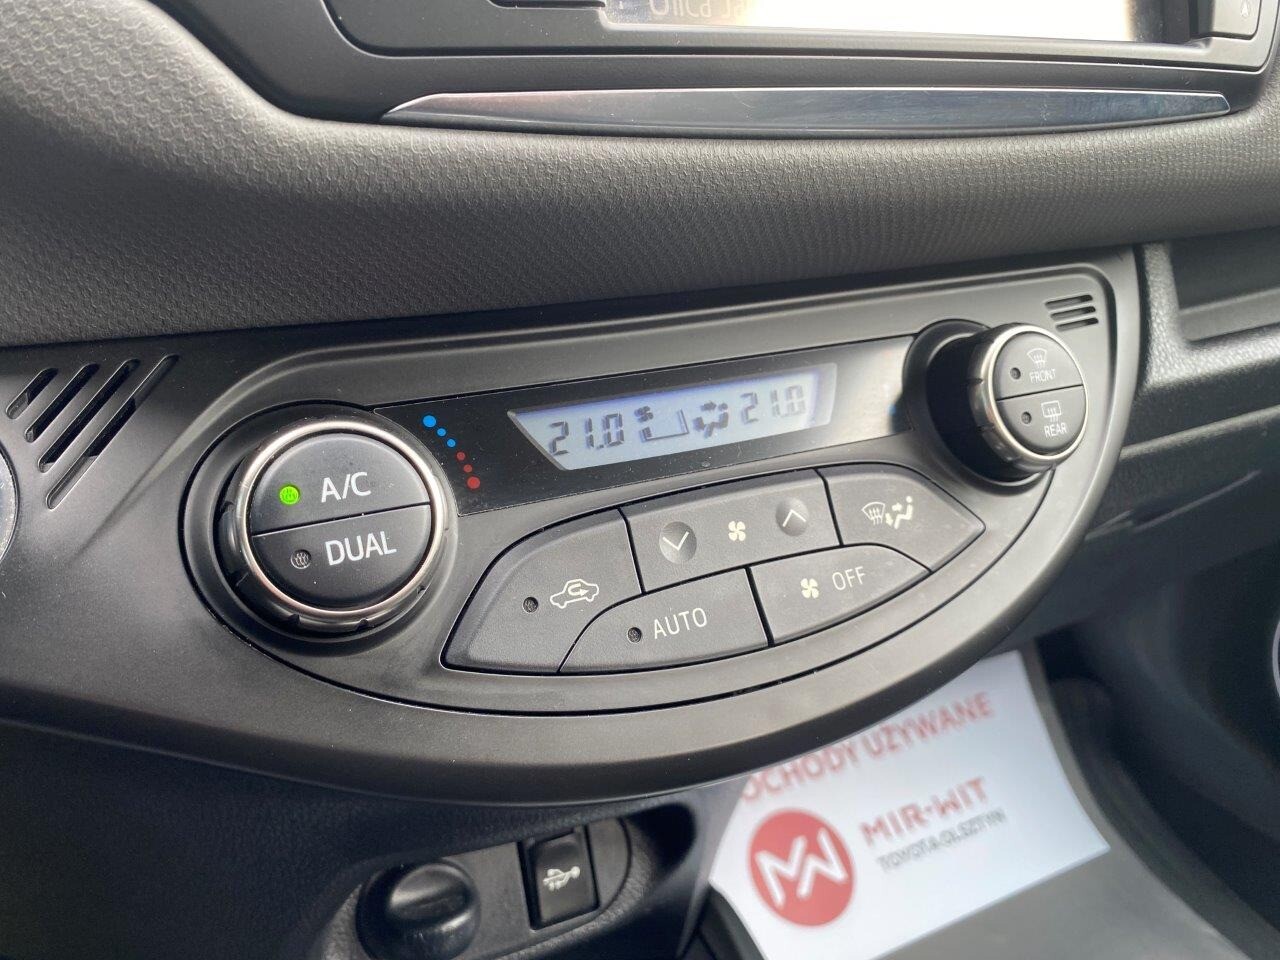 21.0 21.0
FRONT
REAR
A/C
DUAL
AUTO
OFF
OCHODY UŻYWANE
MIR-WIT
TOYOTA OLSZTYN